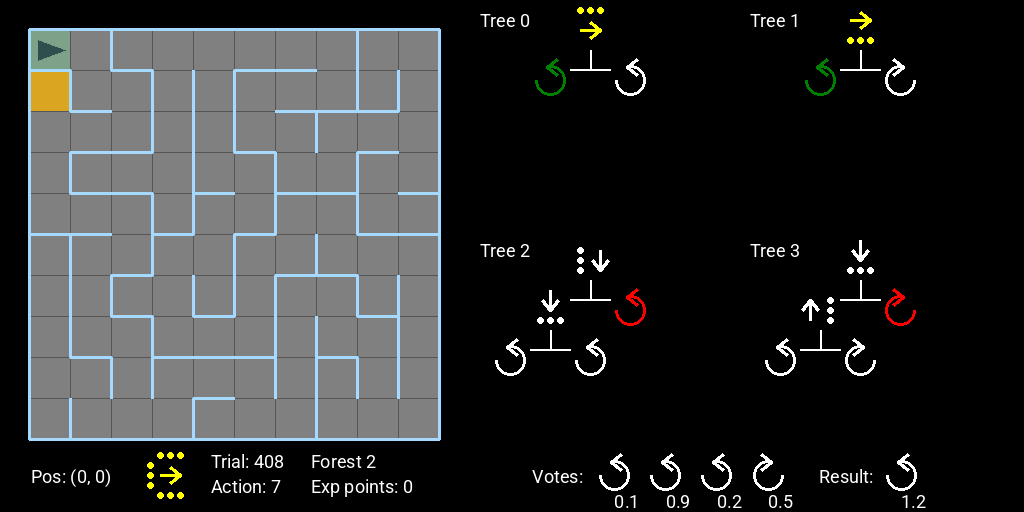 Tree 0
Tree 1
Tree 2
Tree 3
Pos: (0, 0)
Trial: 408
Forest 2
Action: 7
Exp points: 0
Votes:
0.1
0.9
0.2
0.5
Result:
1.2